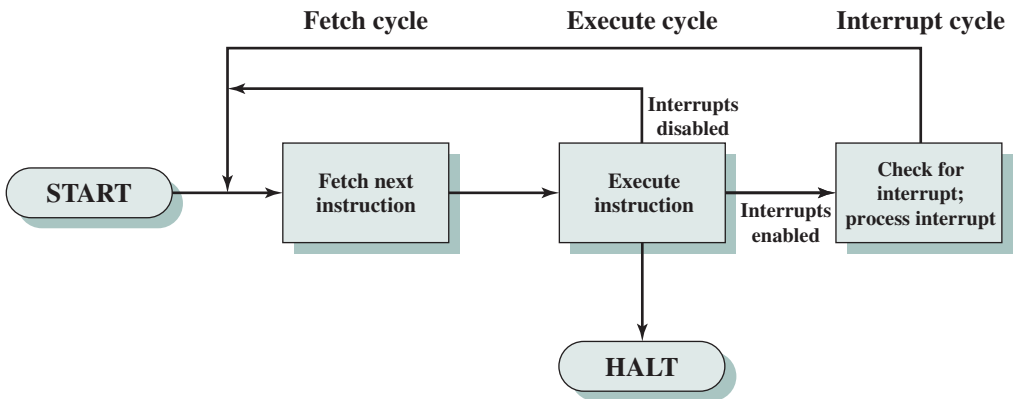 Fetch cycle
Execute cycle
Interrupt cycle
Interrupts
disabled
START
Fetch next
instruction
Execute
instruction
Interrupts
enabled
Check for
interrupt;
process interrupt
HALT